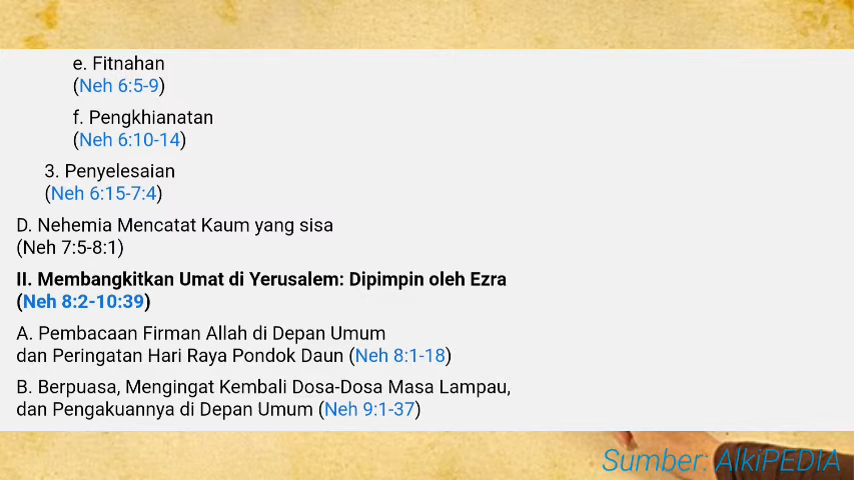 e. Fitnahan
(Neh 6:5-9)
f. Pengkhianatan
(Neh 6:10-14)
3. Penyelesaian
(Neh 6:15-7:4)
D. Nehemia Mencatat Kaum yang sisa
(Neh 7:5-8:1)
II. Membangkitkan Umat di Yerusalem: Dipimpin oleh Ezra
(Neh 8:2-10:39)
A. Pembacaan Firman Allah di Depan Umum
dan Peringatan Hari Raya Pondok Daun (Neh 8:1-18)
B. Berpuasa, Mengingat Kembali Dosa-Dosa Masa Lampau,
dan Pengakuannya di Depan Umum (Neh 9:1-37)
Sumber: AlkiPEDIA